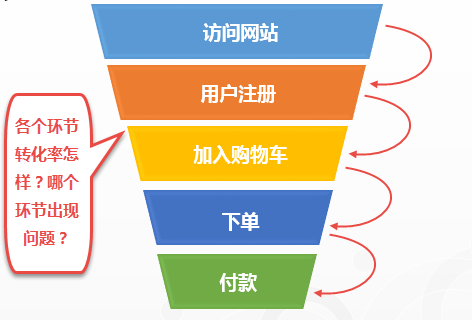 访问网站
用户注册
加入购物车
下单
付款
各个环节
转化率怎
样？哪个
环节出现
问题？